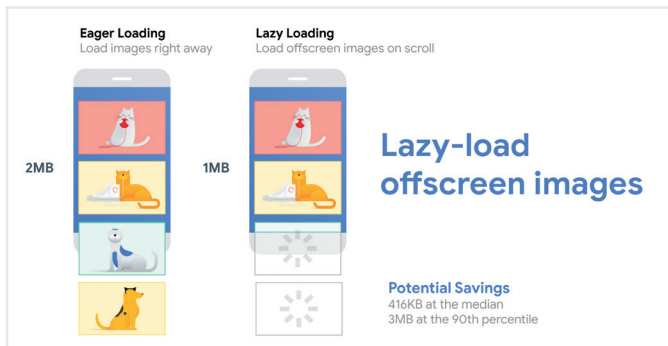 Eager Loading
Load images right away
Lazy Loading
Load offscreen images on scroll
2MB
1MB
Lazy-load
offscreen images
Potential Savings
416KB at the median
3MB at the 90th percentile